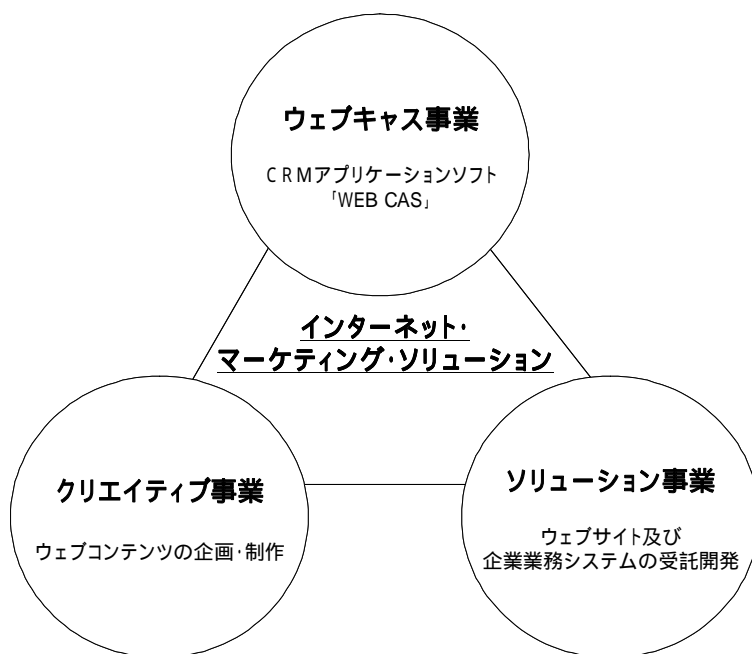 ウェブキャス事業
CRMアプリケーションソフト
「WEB CAS」
インターネット・
マーケティング・ソリューション
クリエイティブ事業
ウェブコンテンツの企画・制作
ソリューション事業
ウェブサイト及び
企業業務システムの受託開発